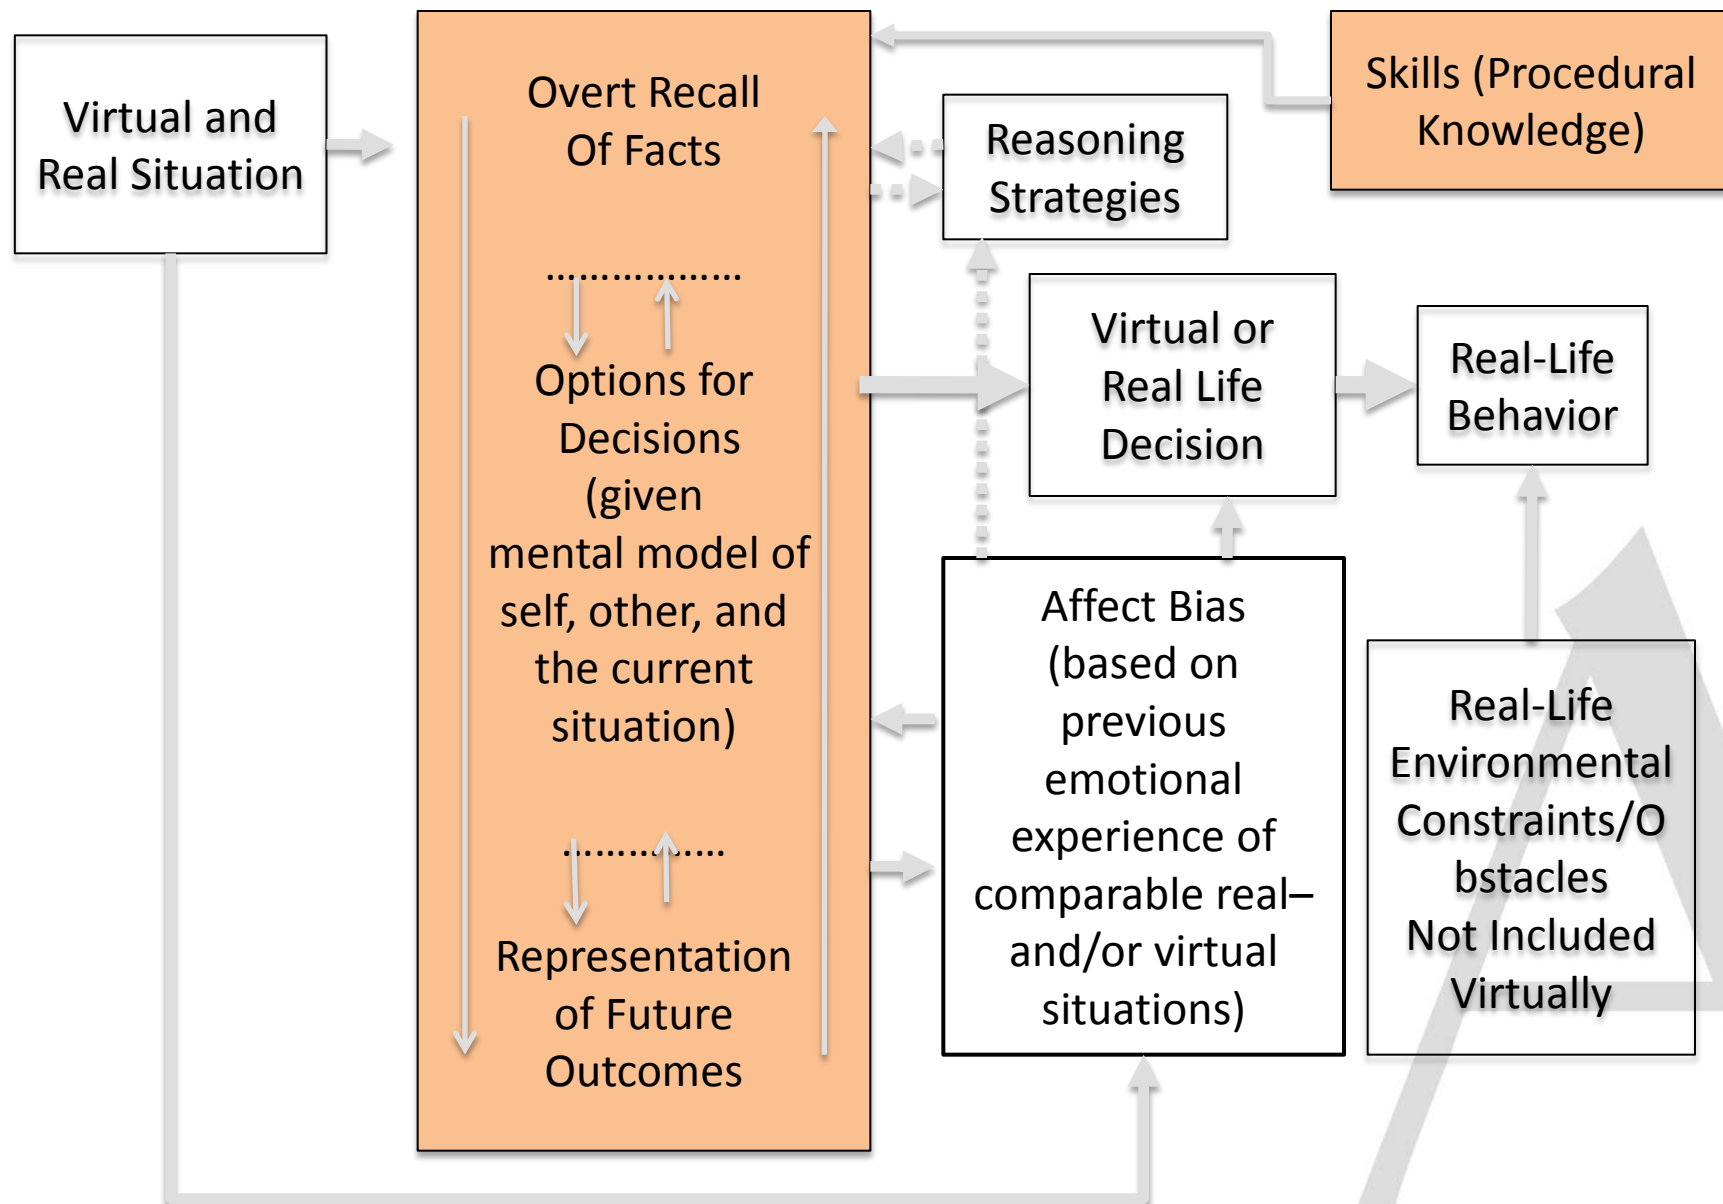 Virtual and
Real Situation
Overt Recall
Of Facts
..................
Options for
Decisions
(given
mental model of
self, other, and
the current
situation)
...............
Representation
of Future
Outcomes
Skills (Procedural
Knowledge)
Reasoning
Strategies
Virtual or
Real Life
Decision
Real-Life
Behavior
Affect Bias
(based on
previous
emotional
experience of
comparable real–
and/or virtual
situations)
Real-Life
Environmental
Constraints/O
bstacles
Not Included
Virtually